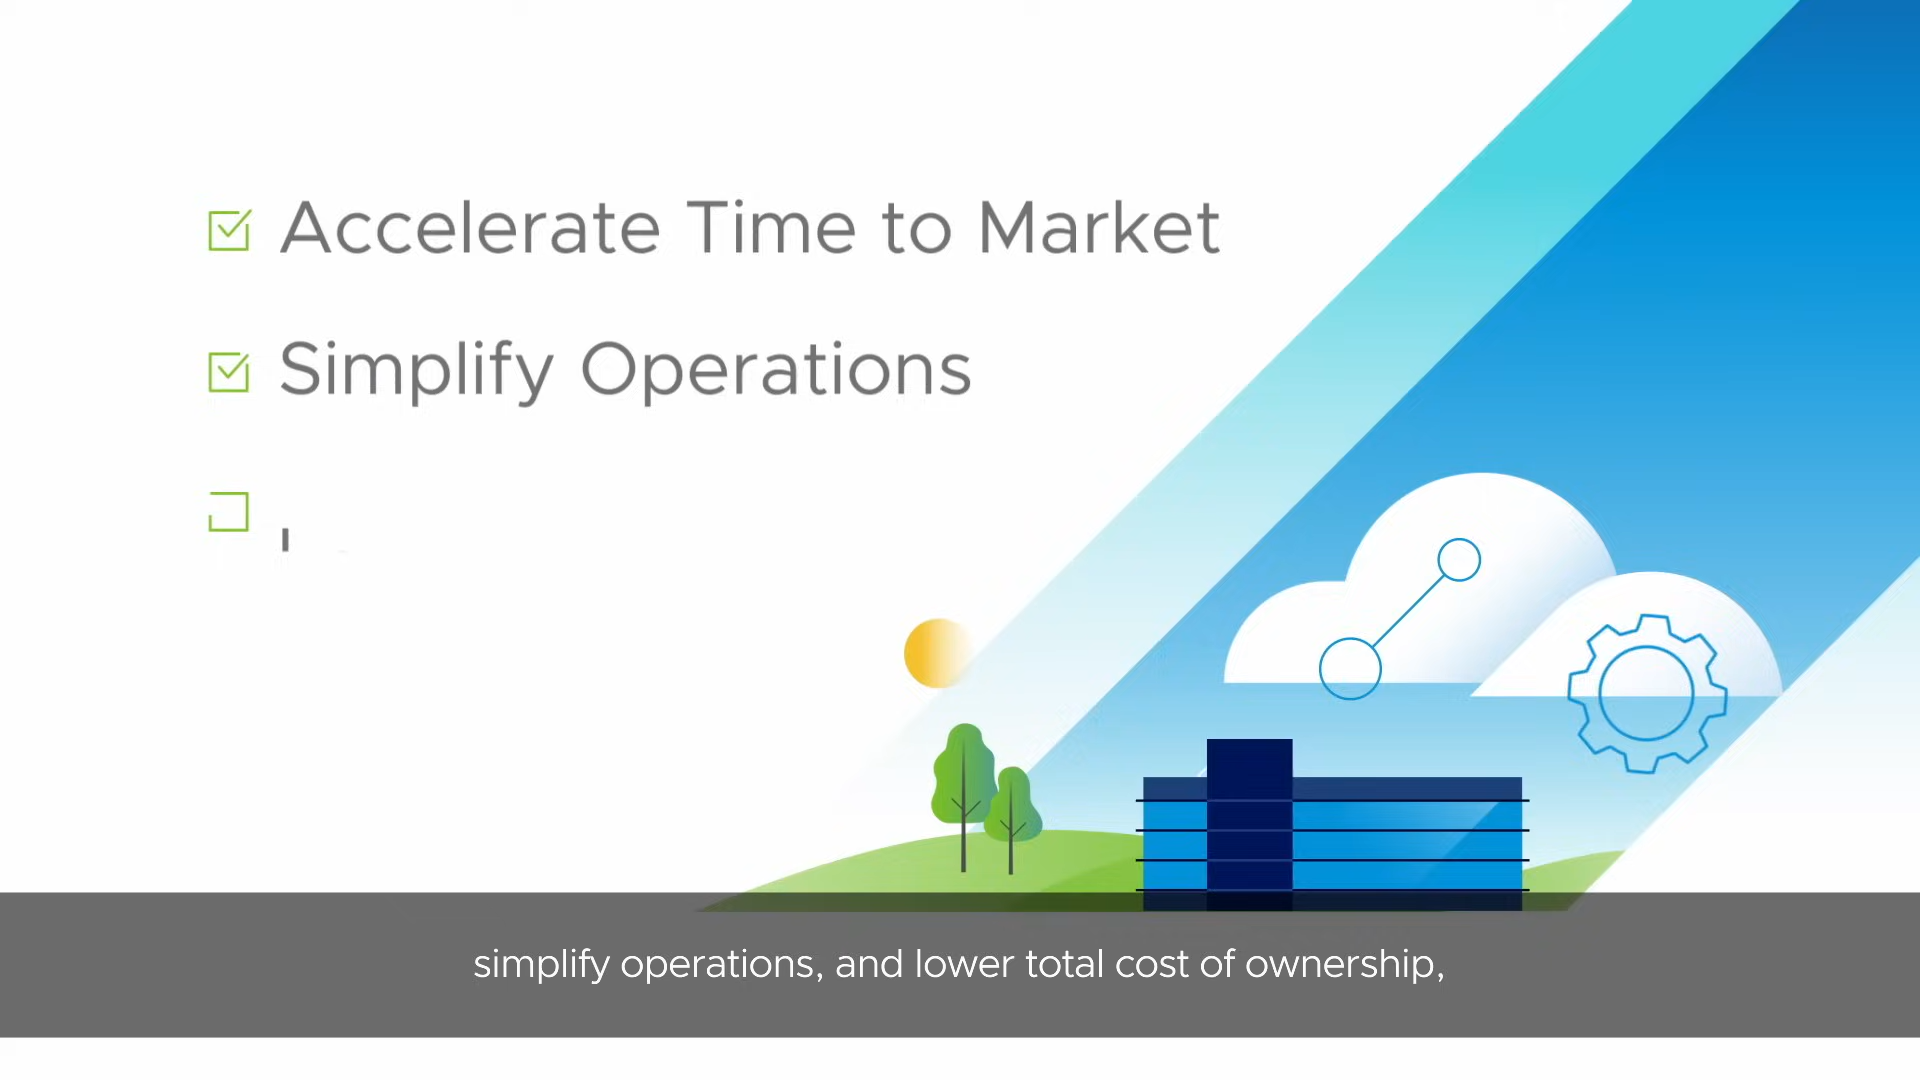 Accelerate Time to Market
Simplify Operations
simplify operations, and lower total cost of ownership,